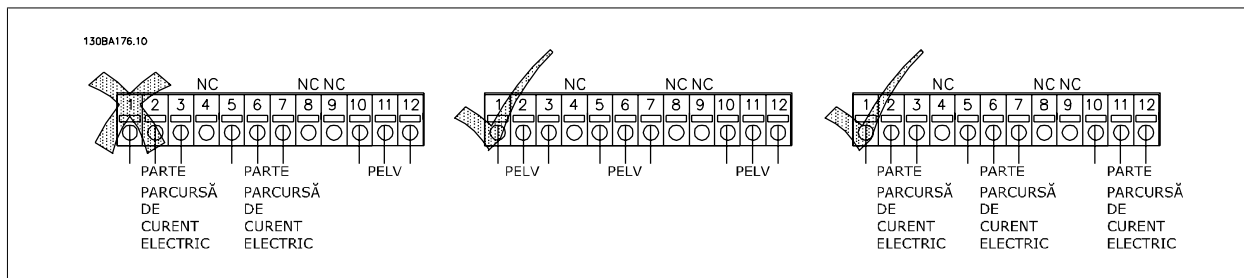 130BA176.10
NC NC NC
1 2 3 4 5 6 7 8 9 10 11 12
PARTE PARCURSĂ DE CURENT ELECTRIC
PARTE PARCURSĂ DE CURENT ELECTRIC
PELV
NC NC NC
1 2 3 4 5 6 7 8 9 10 11 12
PELV PELV PELV
NC NC NC
1 2 3 4 5 6 7 8 9 10 11 12
PARTE PARCURSĂ DE CURENT ELECTRIC
PARTE PARCURSĂ DE CURENT ELECTRIC
PARTE PARCURSĂ DE CURENT ELECTRIC